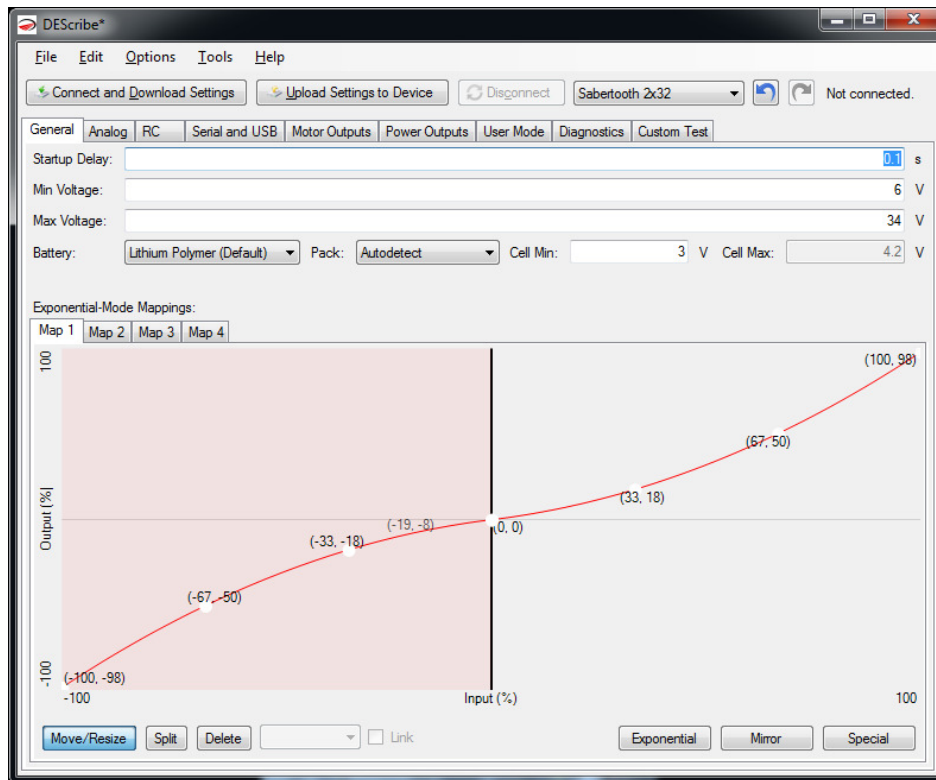 DEScribe*
File Edit Options Tools Help
Connect and Download Settings Upload Settings to Device Disconnect Sabertooth 2x32 Not connected.
General Analog RC Serial and USB Motor Outputs Power Outputs User Mode Diagnostics Custom Test
Startup Delay: 0.1 s
Min Voltage: 6 V
Max Voltage: 34 V
Battery: Lithium Polymer (Default) Pack: Autodetect Cell Min: 3 V Cell Max: 4.2 V
Exponential-Mode Mappings:
Map 1 Map 2 Map 3 Map 4
100
(100, 98)
(67, 50)
(33, 18)
Output (%)
(-19, -8)
(0, 0)
(-33, -18)
(-67, -50)
-100
(-100, -98)
-100 Input (%) 100
Move/Resize Split Delete Link Exponential Mirror Special